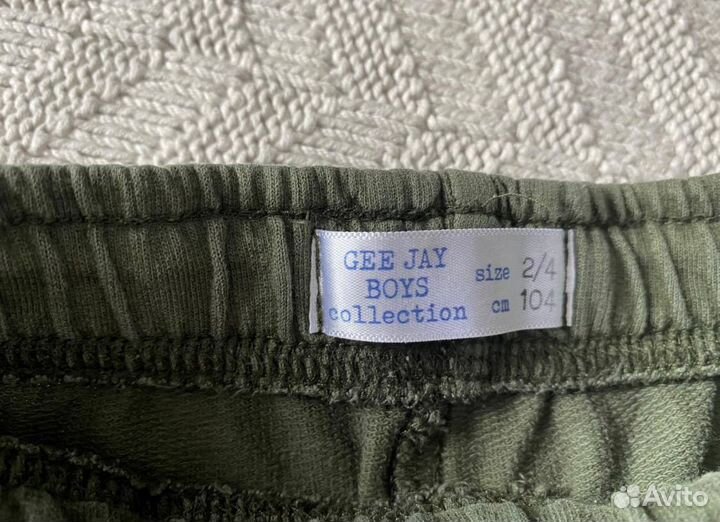 GEE JAY
BOYS
collection
size 2/4
cm 104
Avito